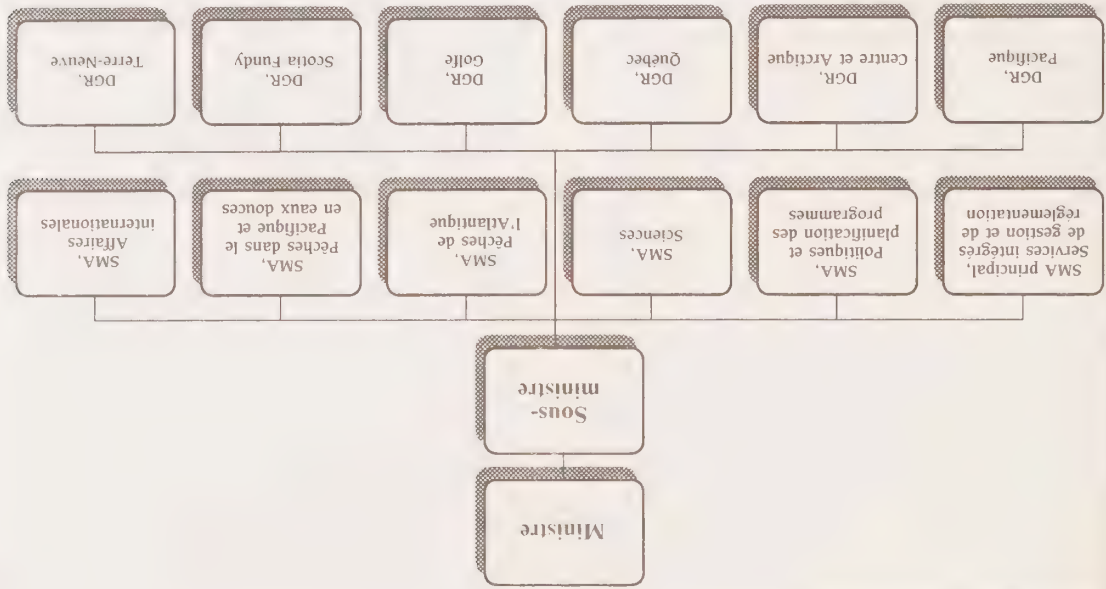 Ministre
Sous-
ministre
SMA principal,
Services intégrés
de gestion et de
réglementation
SMA,
Politiques et
planification des
programmes
SMA,
Sciences
SMA,
Pêches de
l'Atlantique
SMA,
Pêches dans le
Pacifique et
en eaux douces
SMA,
Affaires
internationales
DGR,
Pacifique
DGR,
Centre et Arctique
DGR,
Québec
DGR,
Golfe
DGR,
Scotia Fundy
DGR,
Terre-Neuve